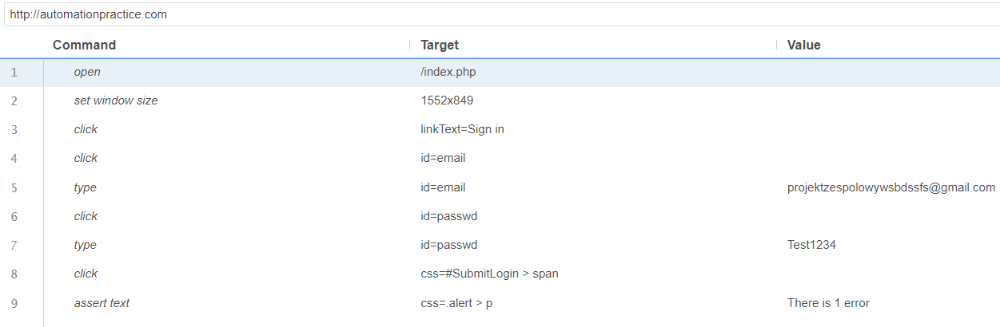 http://automationpractice.com
Command Target Value
1 open /index.php
2 set window size 1552x849
3 click linkText=Sign in
4 click id=email
5 type id=email projektzespolowywsbdssfs@gmail.com
6 click id=passwd
7 type id=passwd Test1234
8 click css=#SubmitLogin > span
9 assert text css=.alert > p There is 1 error